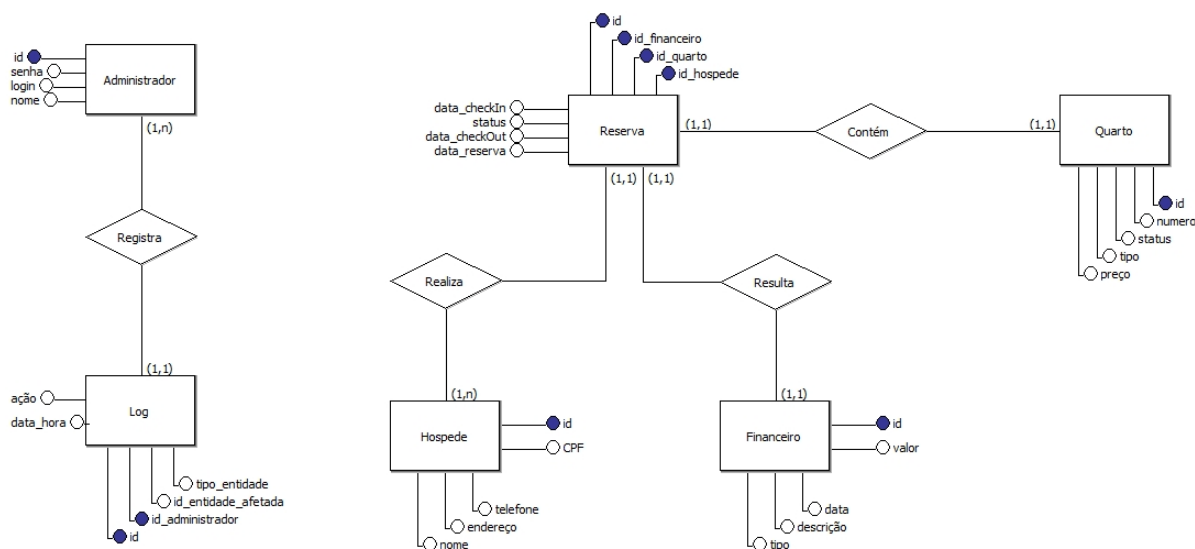 id
senha
login
nome
Administrador
(1,n)
Registra
(1,1)
ação
data_hora
Log
tipo_entidade
id_entidade_afetada
id_administrador
id
id
id_financeiro
id_quarto
id_hospede
data_checkIn
status
data_checkOut
data_reserva
Reserva
(1,1)
Contém
(1,1)
Quarto
id
numero
status
tipo
preço
(1,1)
(1,1)
Realiza
Resulta
(1,n)
Hospede
id
CPF
telefone
endereço
nome
(1,1)
Financeiro
id
valor
data
descrição
tipo